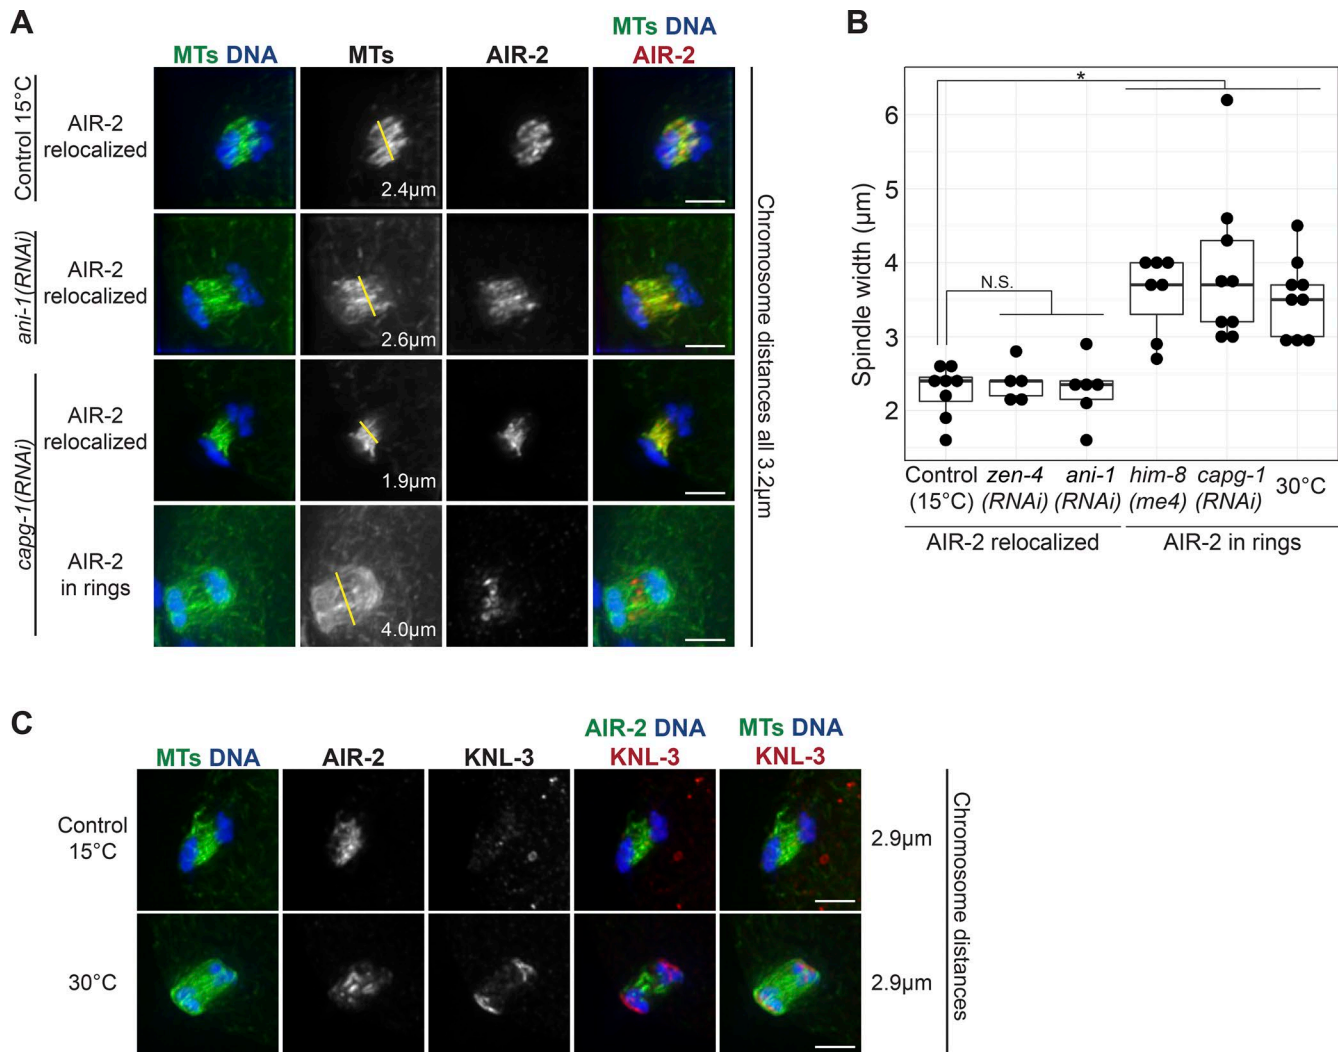 A
MTs DNA
MTs
AIR-2
MTs DNA
AIR-2
Control 15°C
AIR-2
relocalized
2.4µm
ani-1(RNAi)
AIR-2
relocalized
2.6µm
capg-1(RNAi)
AIR-2
relocalized
1.9µm
AIR-2
in rings
4.0µm
Chromosome distances all 3.2µm
B
Spindle width (µm)
6
5
4
3
2
*
N.S.
Control
(15°C)
zen-4
(RNAi)
ani-1
(RNAi)
him-8
(me4)
capg-1
(RNAi)
30°C
AIR-2 relocalized
AIR-2 in rings
C
MTs DNA
AIR-2
KNL-3
AIR-2 DNA
KNL-3
MTs DNA
KNL-3
Control
15°C
2.9µm
30°C
2.9µm
Chromosome distances